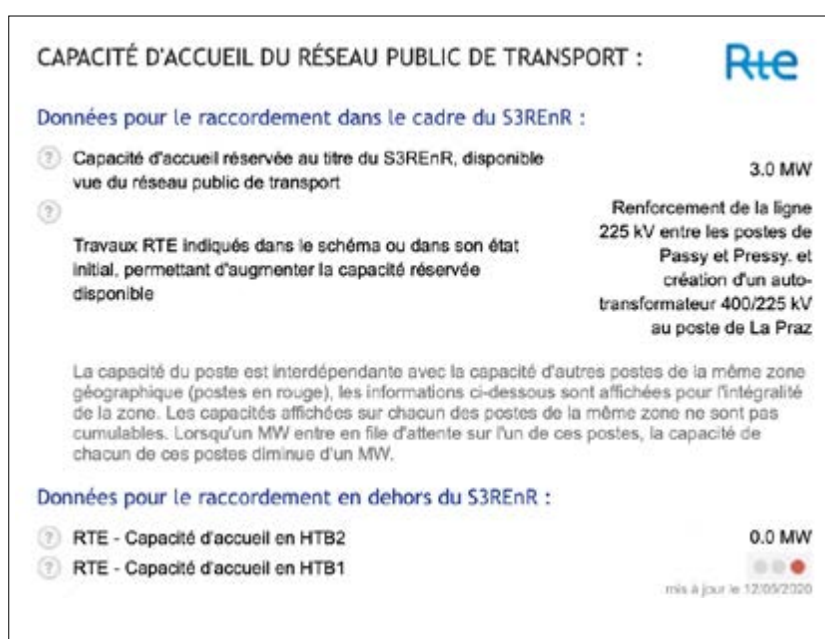 CAPACITÉ D'ACCUEIL DU RÉSEAU PUBLIC DE TRANSPORT :
Rte
Données pour le raccordement dans le cadre du S3REnR :
? Capacité d'accueil réservée au titre du S3REnR, disponible
vue du réseau public de transport
3.0 MW
?
Travaux RTE indiqués dans le schéma ou dans son état
initial, permettant d'augmenter la capacité réservée
disponible
Renforcement de la ligne
225 kV entre les postes de
Passy et Pressy. et
création d'un auto-
transformateur 400/225 kV
au poste de La Praz
La capacité du poste est interdépendante avec la capacité d'autres postes de la même zone
géographique (postes en rouge), les informations ci-dessous sont affichées pour l'intégralité
de la zone. Les capacités affichées sur chacun des postes de la même zone ne sont pas
cumulables. Lorsqu'un MW entre en file d'attente sur l'un de ces postes, la capacité de
chacun de ces postes diminue d'un MW.
Données pour le raccordement en dehors du S3REnR :
? RTE - Capacité d'accueil en HTB2
0.0 MW
? RTE - Capacité d'accueil en HTB1
mis à jour le 12/05/2020